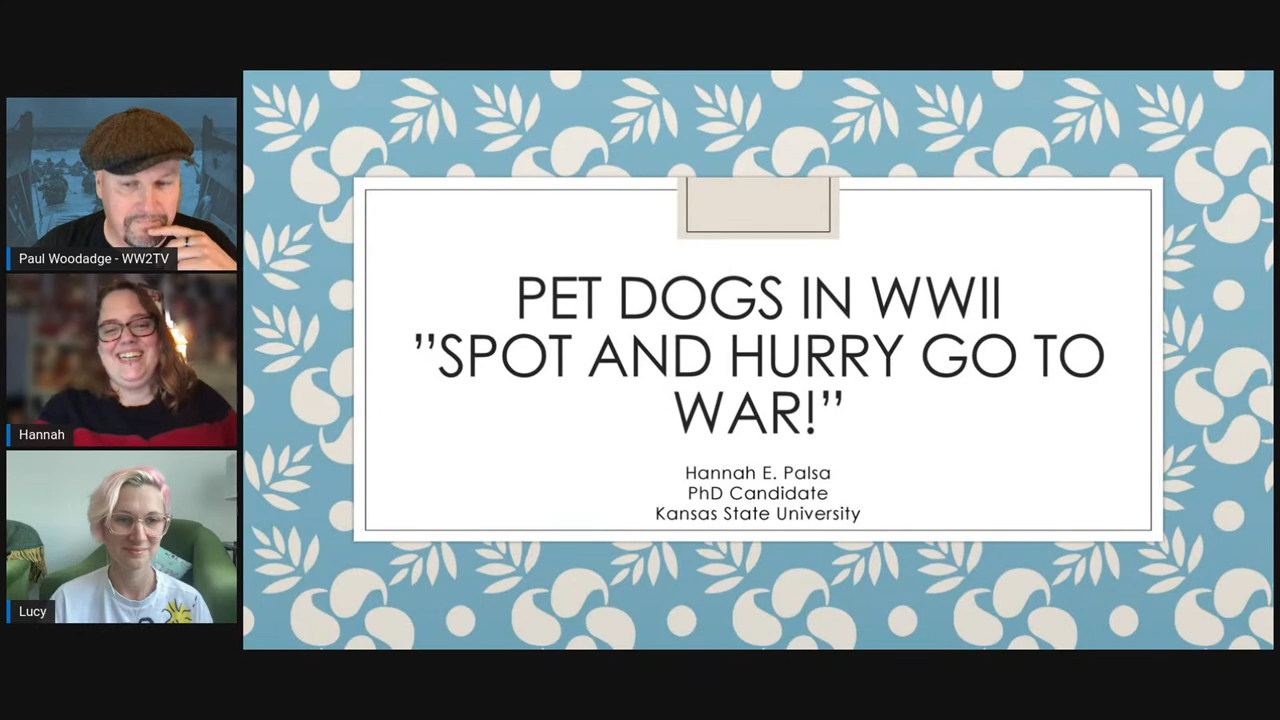 Paul Woodadge - WW2TV
Hannah
Lucy
PET DOGS IN WWII
”SPOT AND HURRY GO TO
WAR!”
Hannah E. Palsa
PhD Candidate
Kansas State University